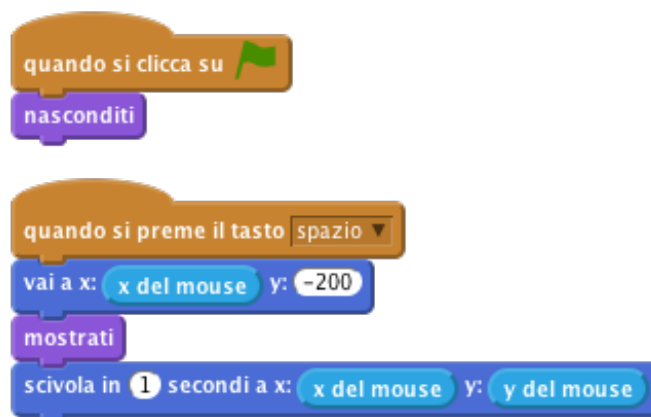 quando si clicca su
nasconditi
quando si preme il tasto spazio
vai a x: x del mouse y: -200
mostrati
scivola in 1 secondi a x: x del mouse y: y del mouse